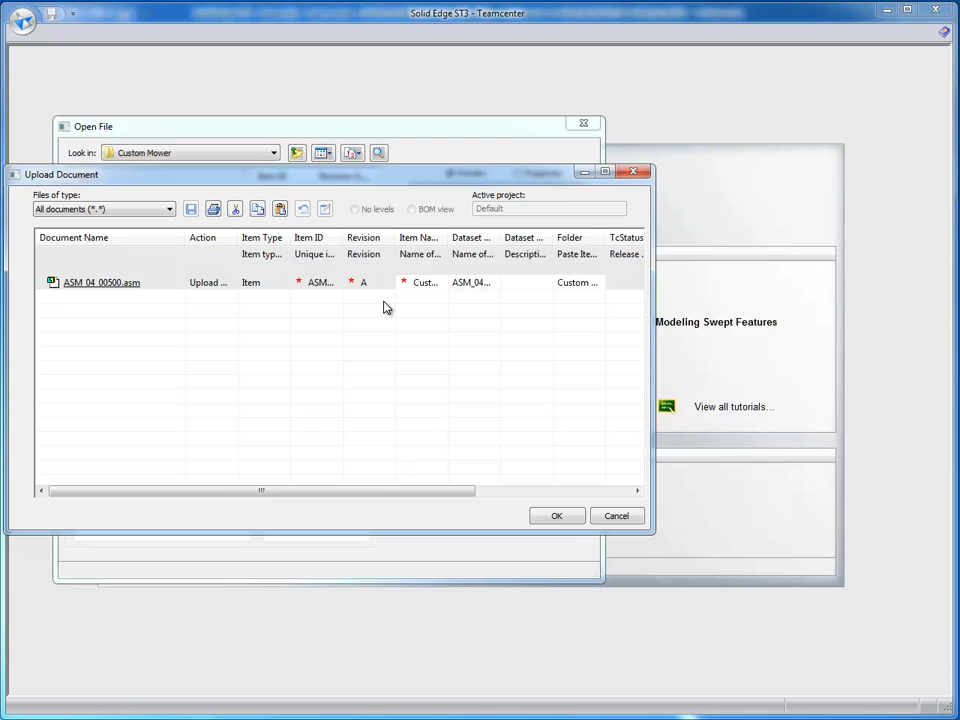 Solid Edge ST3 - Teamcenter
Open File
Look in: Custom Mower
Upload Document
Files of type:
Active project:
All documents (*.*)
No levels
BOM view
Default
Document Name Action Item Type Item ID Revision Item Na... Dataset ... Dataset ... Folder TcStatus
Item typ... Unique i... Revision Name of... Name of... Descripti... Paste Ite... Release .
ASM_04_00500.asm Upload ... Item * ASM... * A * Cust... ASM_04... Custom ...
Modeling Swept Features
View all tutorials...
OK Cancel